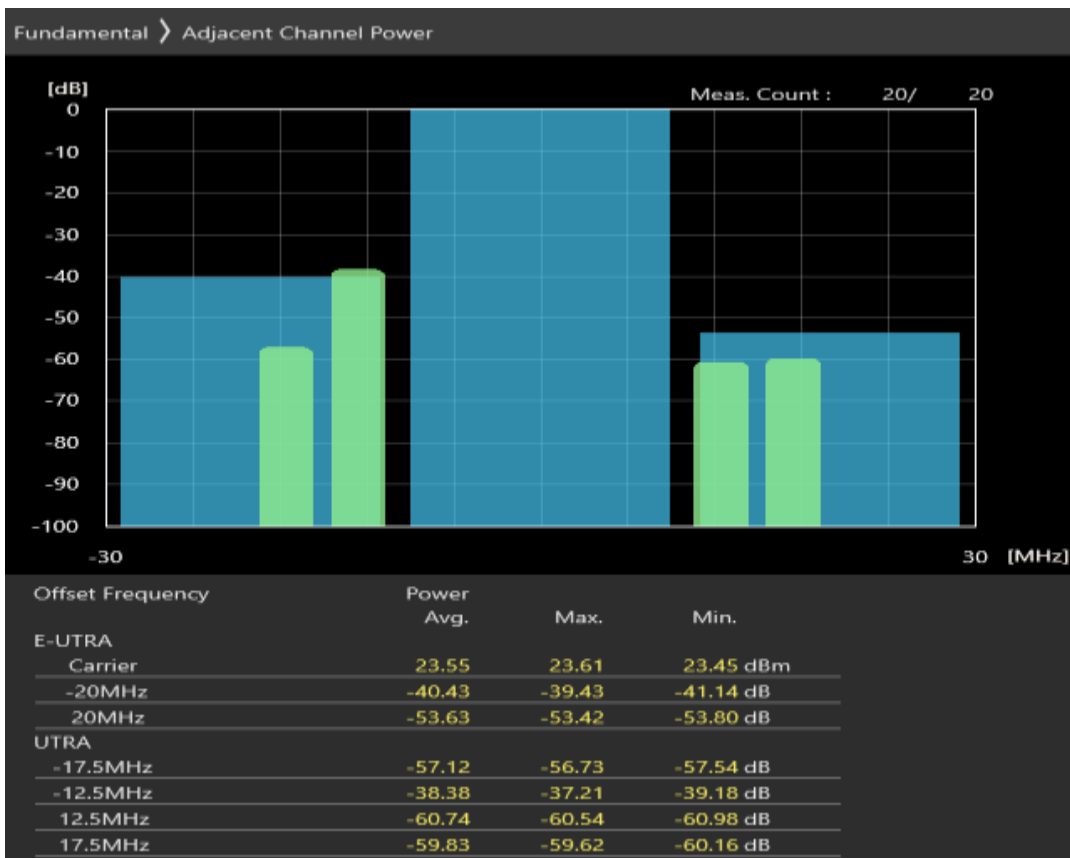 Fundamental 〉 Adjacent Channel Power
[dB]
Meas. Count : 20/ 20
0
-10
-20
-30
-40
-50
-60
-70
-80
-90
-100
-30 30 [MHz]
Offset Frequency Power
Avg. Max. Min.
E-UTRA
Carrier 23.55 23.61 23.45 dBm
-20MHz -40.43 -39.43 -41.14 dB
20MHz -53.63 -53.42 -53.80 dB
UTRA
-17.5MHz -57.12 -56.73 -57.54 dB
-12.5MHz -38.38 -37.21 -39.18 dB
12.5MHz -60.74 -60.54 -60.98 dB
17.5MHz -59.83 -59.62 -60.16 dB